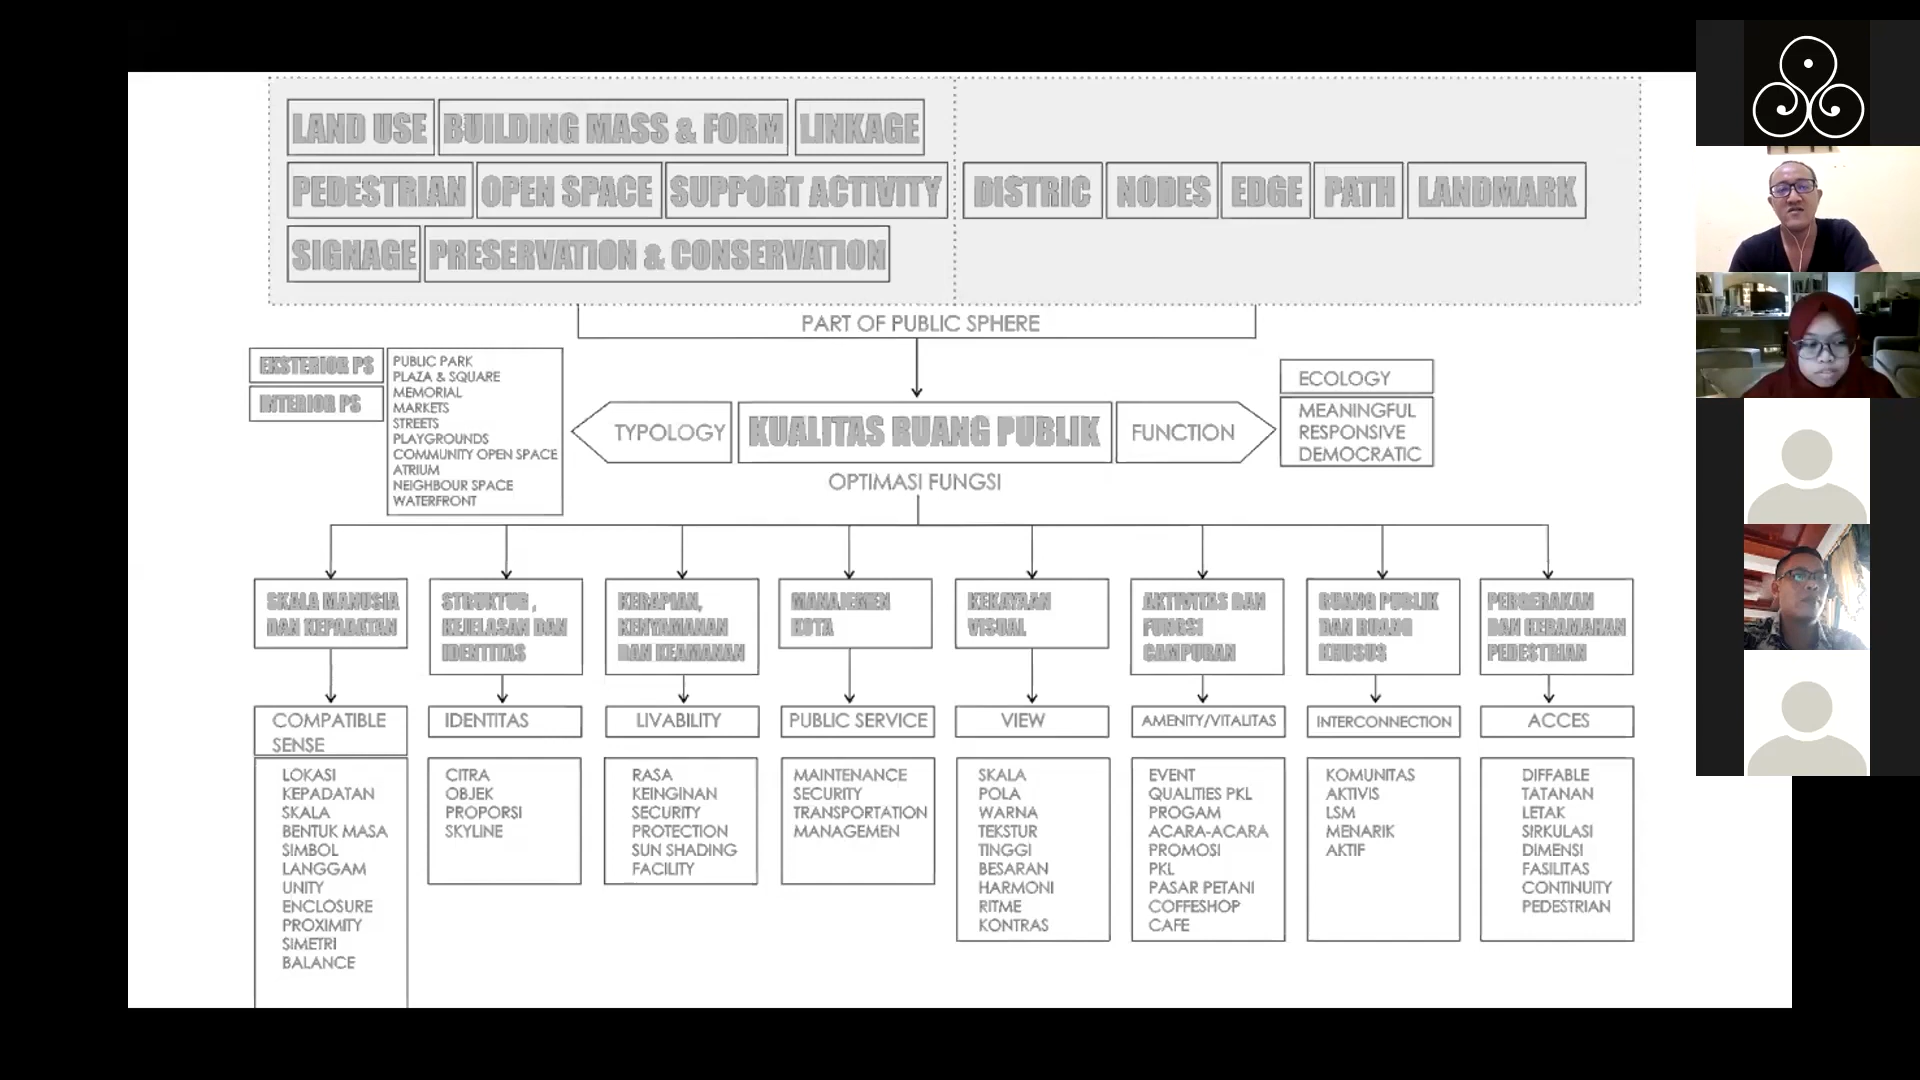 LAND USE BUILDING MASS & FORM LINKAGE
PEDESTRIAN OPEN SPACE SUPPORT ACTIVITY
SIGNAGE PRESERVATION & CONSERVATION
DISTRIC NODES EDGE PATH LANDMARK
PART OF PUBLIC SPHERE
EKSTERIOR PS
INTERIOR PS
PUBLIC PARK
PLAZA & SQUARE
MEMORIAL
MARKETS
STREETS
PLAYGROUNDS
COMMUNITY OPEN SPACE
ATRIUM
NEIGHBOUR SPACE
WATERFRONT
TYPOLOGY
KUALITAS RUANG PUBLIK
FUNCTION
ECOLOGY
MEANINGFUL
RESPONSIVE
DEMOCRATIC
OPTIMASI FUNGSI
SKALA MANUSIA
DAN KEPADATAN
COMPATIBLE
SENSE
LOKASI
KEPADATAN
SKALA
BENTUK MASA
SIMBOL
LANGGAM
UNITY
ENCLOSURE
PROXIMITY
SIMETRI
BALANCE
STRUKTUR ,
KEJELASAN DAN
IDENTITAS
IDENTITAS
CITRA
OBJEK
PROPORSI
SKYLINE
KERAPIAN,
KENYAMANAN
DAN KEAMANAN
LIVABILITY
RASA
KEINGINAN
SECURITY
PROTECTION
SUN SHADING
FACILITY
MANAJEMEN
KOTA
PUBLIC SERVICE
MAINTENANCE
SECURITY
TRANSPORTATION
MANAGEMEN
KEKAYAAN
VISUAL
VIEW
SKALA
POLA
WARNA
TEKSTUR
TINGGI
BESARAN
HARMONI
RITME
KONTRAS
AKTIVITAS DAN
FUNGSI
CAMPURAN
AMENITY/VITALITAS
EVENT
QUALITIES PKL
PROGAM
ACARA-ACARA
PROMOSI
PKL
PASAR PETANI
COFFESHOP
CAFE
RUANG PUBLIK
DAN RUANG
KHUSUS
INTERCONNECTION
KOMUNITAS
AKTIVIS
LSM
MENARIK
AKTIF
PERGERAKAN
DAN KERAMAHAN
PEDESTRIAN
ACCES
DIFFABLE
TATANAN
LETAK
SIRKULASI
DIMENSI
FASILITAS
CONTINUITY
PEDESTRIAN